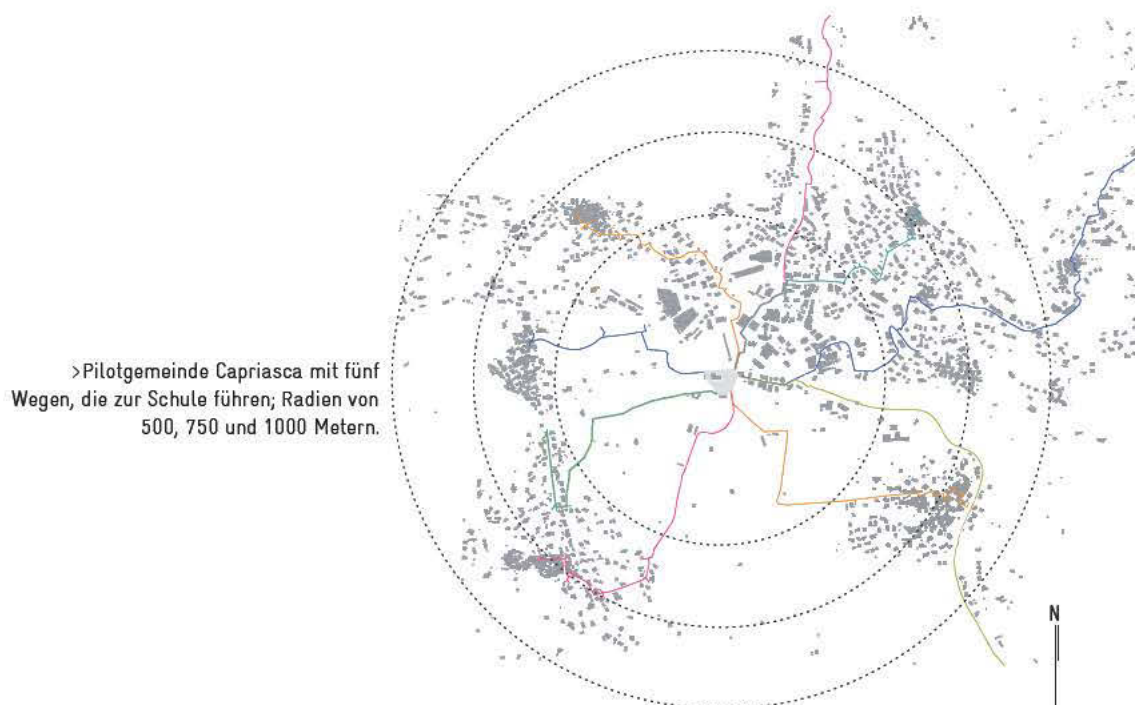 >Pilotgemeinde Capriasca mit fünf
Wegen, die zur Schule führen; Radien von
500, 750 und 1000 Metern.
N